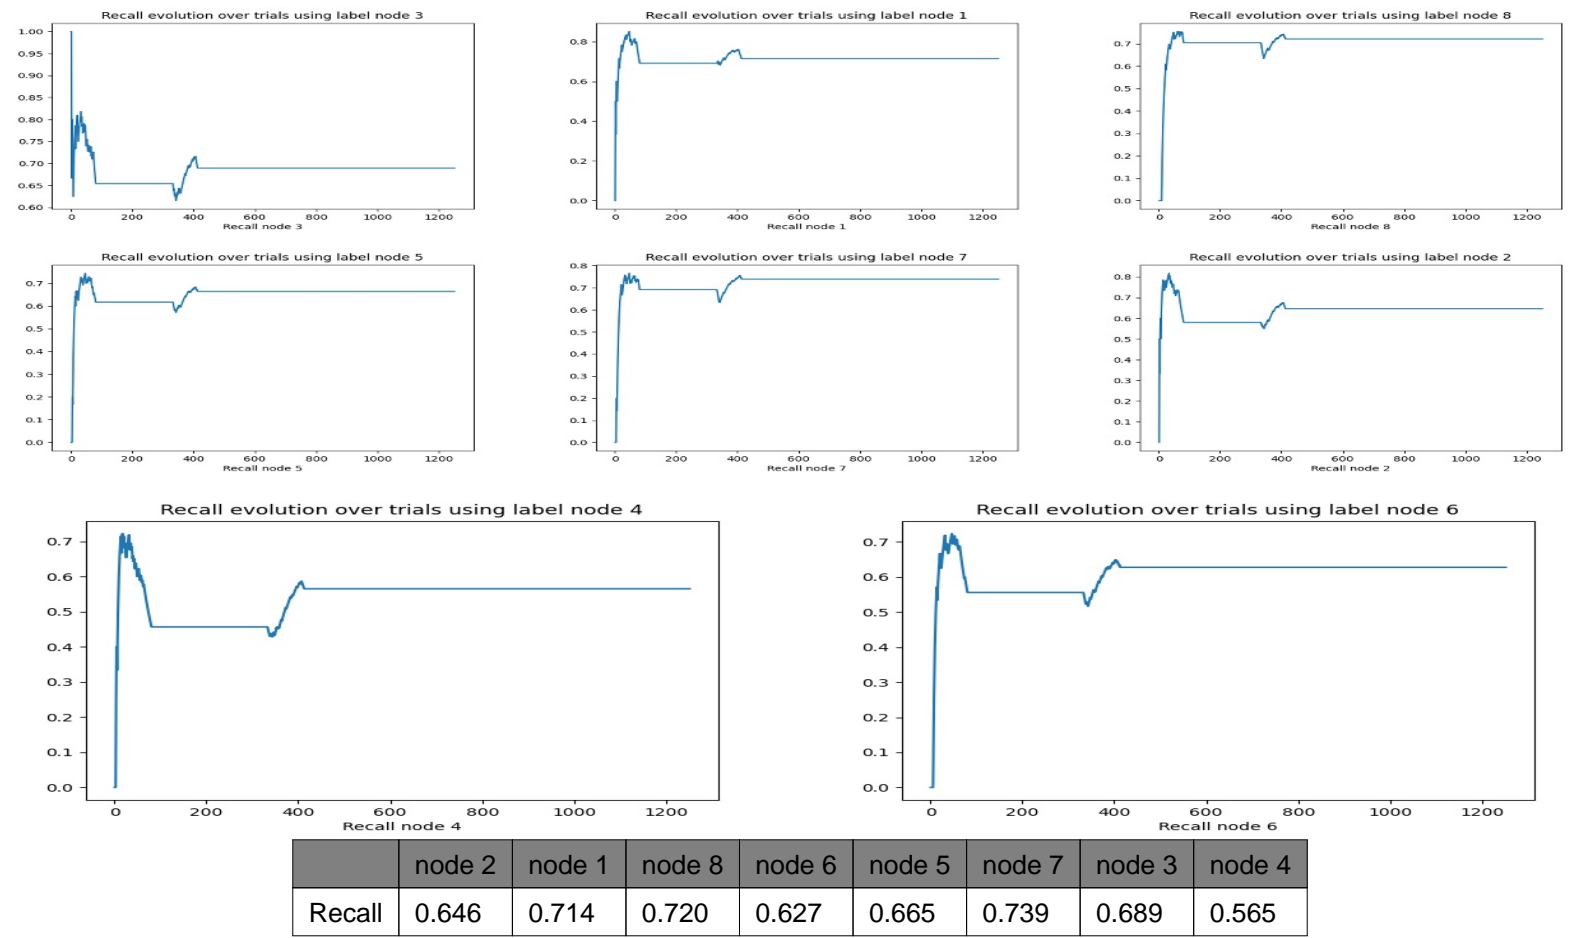 Recall evolution over trials using label node 3
1.00
0.95
0.90
0.85
0.80
0.75
0.70
0.65
0.60
0 200 400 600 800 1000 1200
Recall node 3
Recall evolution over trials using label node 1
0.8
0.6
0.4
0.2
0.0
0 200 400 600 800 1000 1200
Recall node 1
Recall evolution over trials using label node 8
0.7
0.6
0.5
0.4
0.3
0.2
0.1
0.0
0 200 400 600 800 1000 1200
Recall node 8
Recall evolution over trials using label node 5
0.7
0.6
0.5
0.4
0.3
0.2
0.1
0.0
0 200 400 600 800 1000 1200
Recall node 5
Recall evolution over trials using label node 7
0.8
0.7
0.6
0.5
0.4
0.3
0.2
0.1
0.0
0 200 400 600 800 1000 1200
Recall node 7
Recall evolution over trials using label node 2
0.8
0.7
0.6
0.5
0.4
0.3
0.2
0.1
0.0
0 200 400 600 800 1000 1200
Recall node 2
Recall evolution over trials using label node 4
0.7
0.6
0.5
0.4
0.3
0.2
0.1
0.0
0 200 400 600 800 1000 1200
Recall node 4
Recall evolution over trials using label node 6
0.7
0.6
0.5
0.4
0.3
0.2
0.1
0.0
0 200 400 600 800 1000 1200
Recall node 6
node 2 node 1 node 8 node 6 node 5 node 7 node 3 node 4
Recall 0.646 0.714 0.720 0.627 0.665 0.739 0.689 0.565